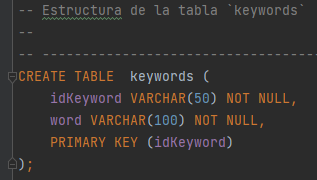 -- Estructura de la tabla `keywords`
--
-- ------------------------------------
CREATE TABLE  keywords (
    idKeyword VARCHAR(50) NOT NULL,
    word VARCHAR(100) NOT NULL,
    PRIMARY KEY (idKeyword)
);